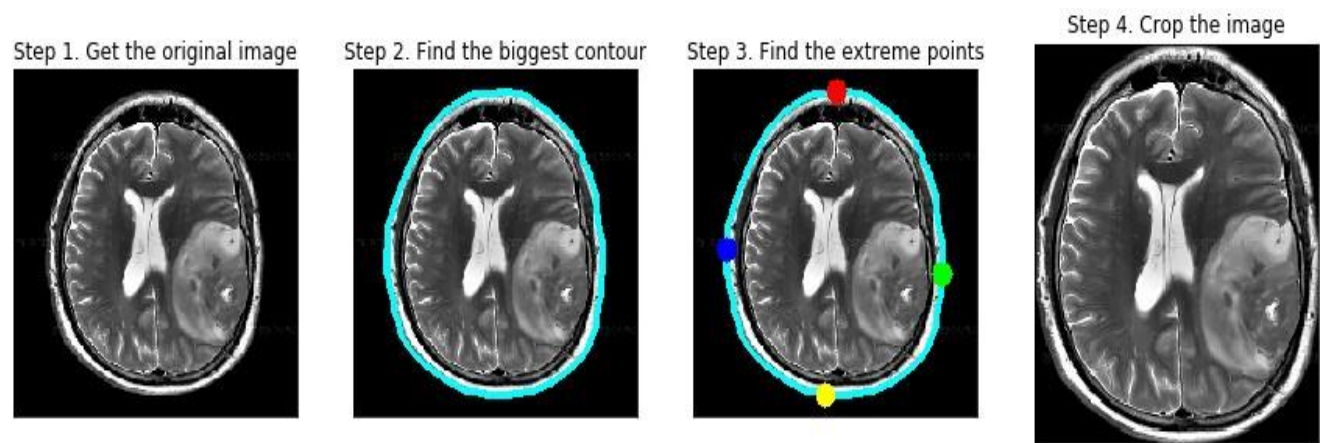 Step 1. Get the original image
Step 2. Find the biggest contour
Step 3. Find the extreme points
Step 4. Crop the image